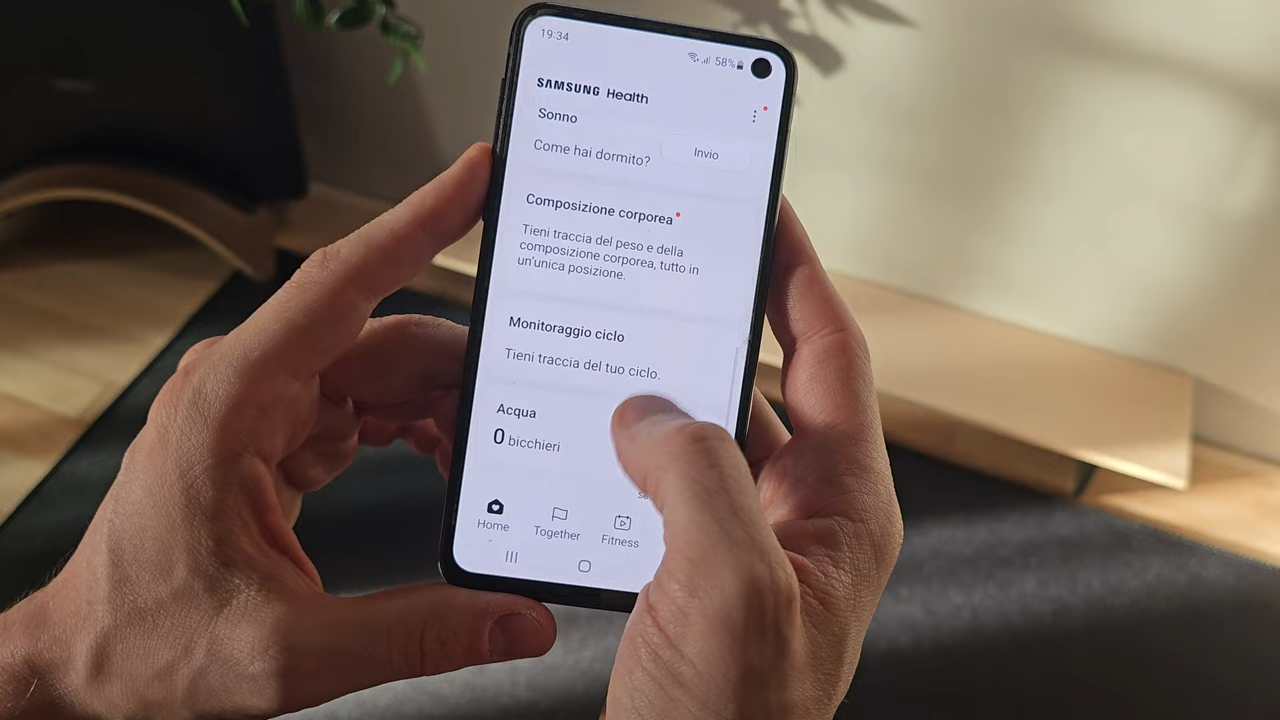 19:34
58%
SAMSUNG Health
Sonno
Come hai dormito?
Invio
Composizione corporea
Tieni traccia del peso e della
composizione corporea, tutto in
un'unica posizione.
Monitoraggio ciclo
Tieni traccia del tuo ciclo.
Acqua
0 bicchieri
Home
Together
Fitness